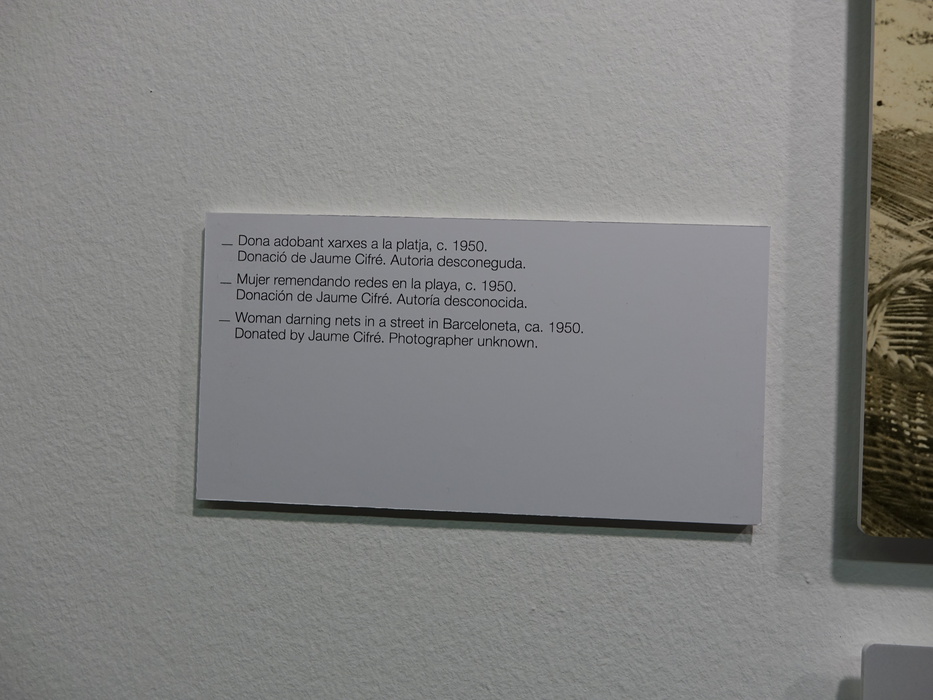 — Dona adobant xarxes a la platja, c. 1950.
Donació de Jaume Cifré. Autoria desconeguda.
— Mujer remendando redes en la playa, c. 1950.
Donación de Jaume Cifré. Autoría desconocida.
— Woman darning nets in a street in Barceloneta, ca. 1950.
Donated by Jaume Cifré. Photographer unknown.